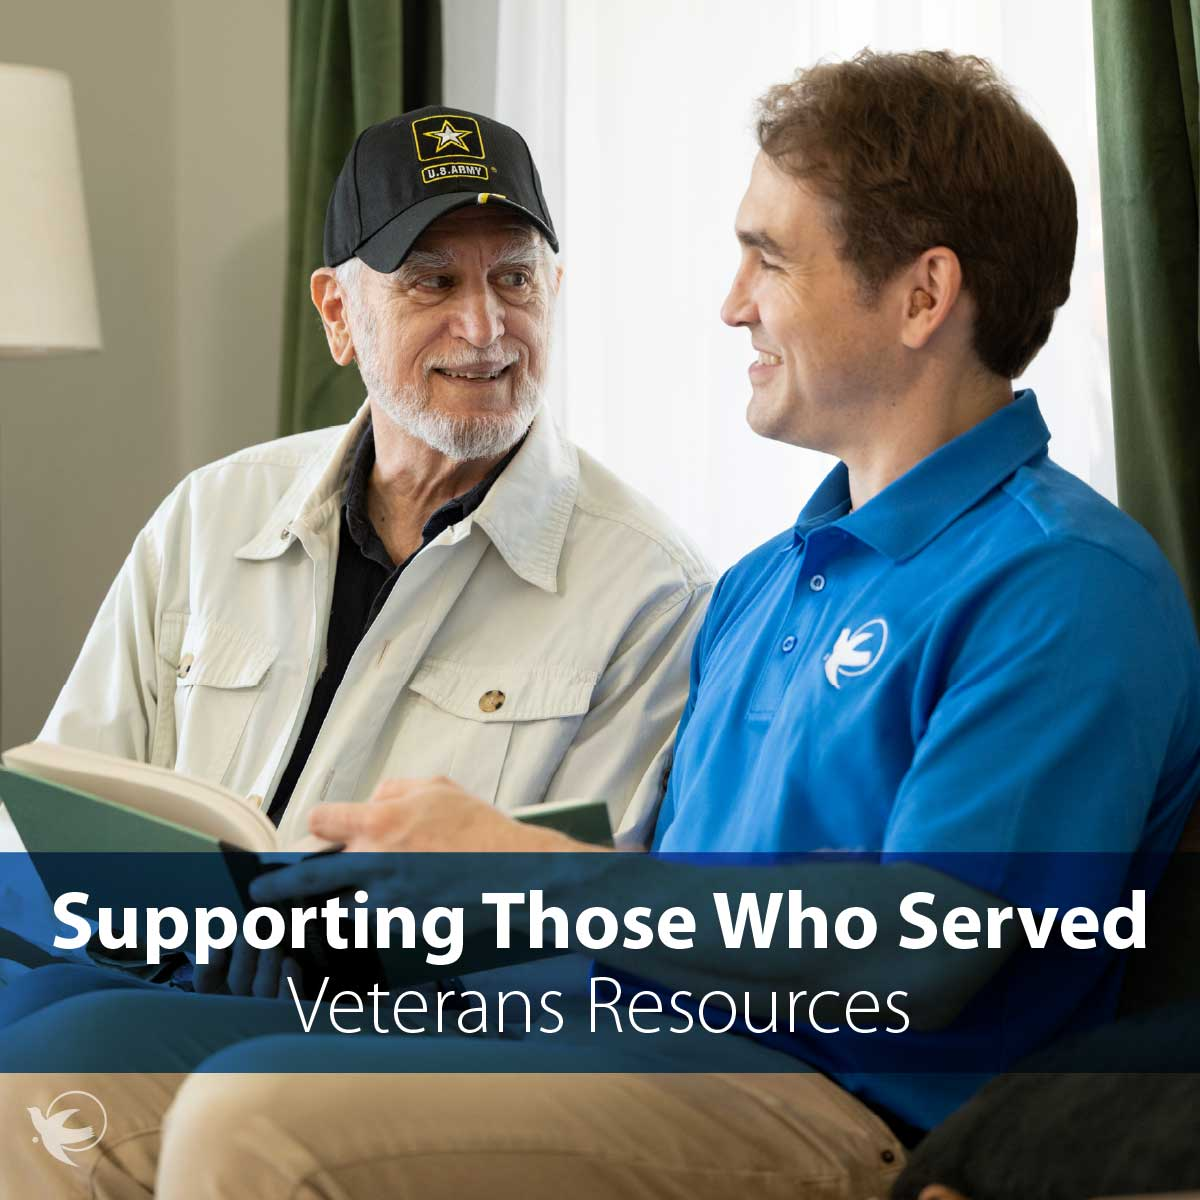 U.S.ARMY
Supporting Those Who Served
Veterans Resources